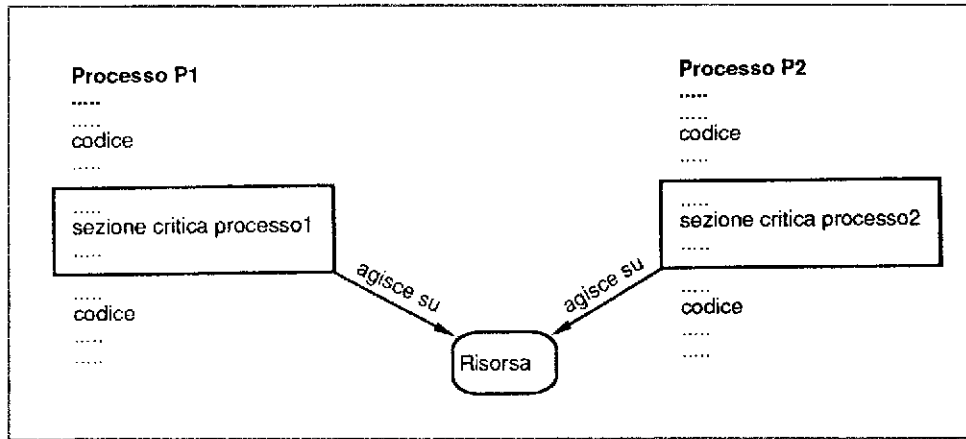 Processo P1
.....
.....
codice
.....
.....
sezione critica processo1
.....
.....
codice
.....
.....
Processo P2
.....
.....
codice
.....
.....
sezione critica processo2
.....
.....
codice
.....
.....
agisce su
agisce su
Risorsa